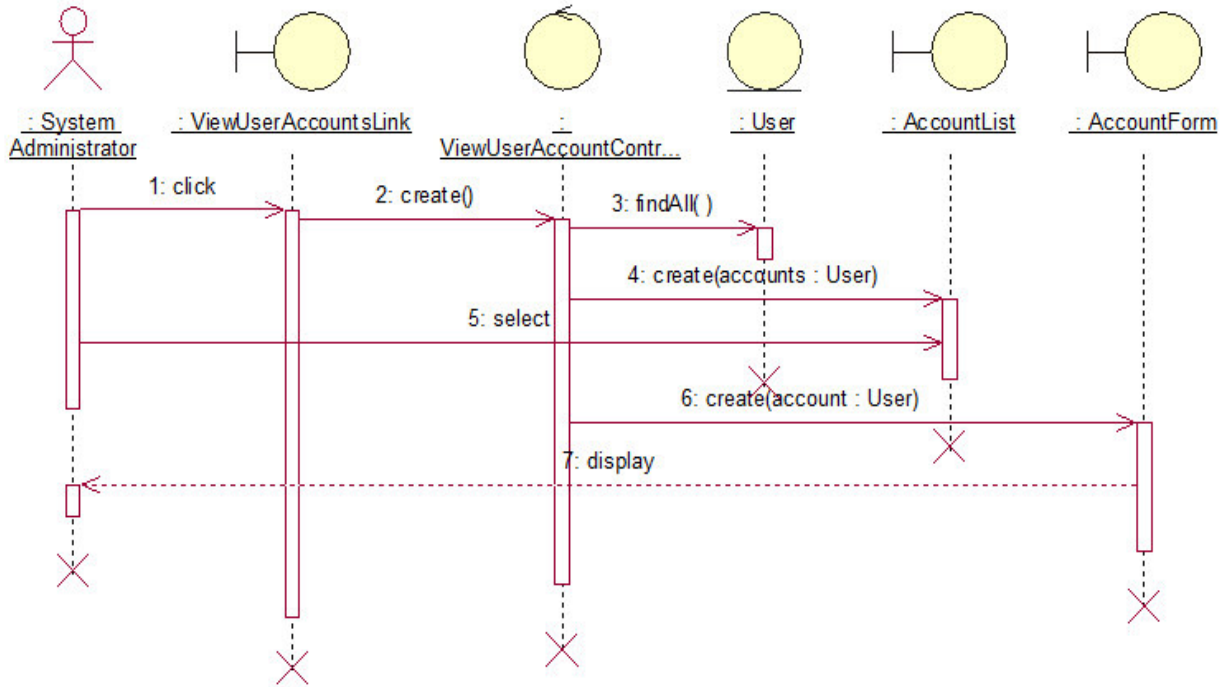 : System
Administrator
: ViewUserAccountsLink
:
ViewUserAccountContr...
: User
: AccountList
: AccountForm
1: click
2: create()
3: findAll( )
4: create(accounts : User)
5: select
6: create(account : User)
7: display